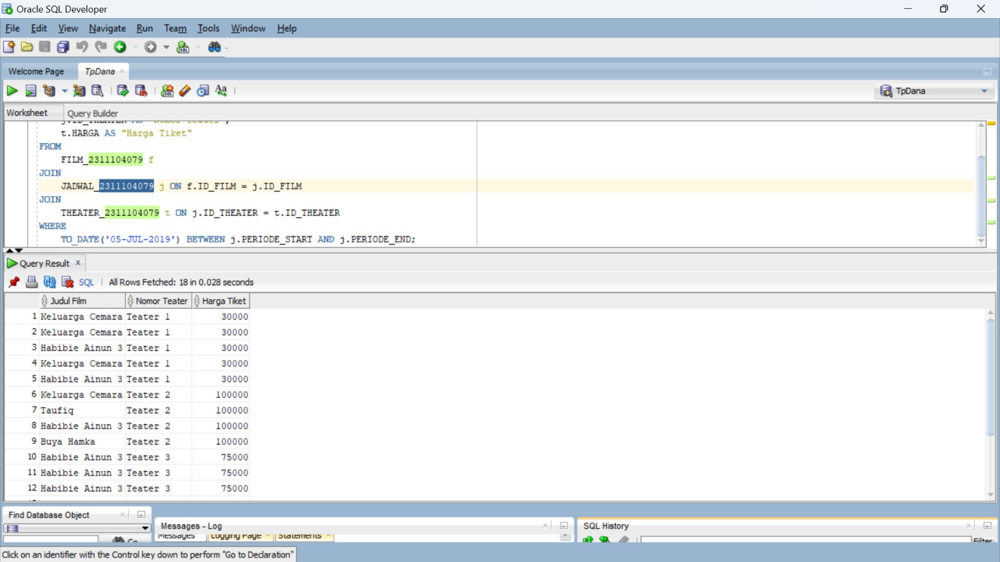 Oracle SQL Developer
File Edit View Navigate Run Team Tools Window Help
Welcome Page TpDana
TpDana
Worksheet Query Builder
t.HARGA AS "Harga Tiket"
FROM
FILM_2311104079 f
JOIN
JADWAL_2311104079 j ON f.ID_FILM = j.ID_FILM
JOIN
THEATER_2311104079 t ON j.ID_THEATER = t.ID_THEATER
WHERE
TO_DATE('05-JUL-2019') BETWEEN j.PERIODE_START AND j.PERIODE_END;
Query Result x
SQL | All Rows Fetched: 18 in 0.028 seconds
Judul Film Nomor Teater Harga Tiket
1 Keluarga Cemara Teater 1 30000
2 Keluarga Cemara Teater 1 30000
3 Habibie Ainun 3 Teater 1 30000
4 Keluarga Cemara Teater 1 30000
5 Habibie Ainun 3 Teater 1 30000
6 Keluarga Cemara Teater 2 100000
7 Taufiq Teater 2 100000
8 Habibie Ainun 3 Teater 2 100000
9 Buya Hamka Teater 2 100000
10 Habibie Ainun 3 Teater 3 75000
11 Habibie Ainun 3 Teater 3 75000
12 Habibie Ainun 3 Teater 3 75000
Find Database Object
Messages - Log
SQL History
Messages Logging Page Statements
Go
Filter
Click on an identifier with the Control key down to perform "Go to Declaration"